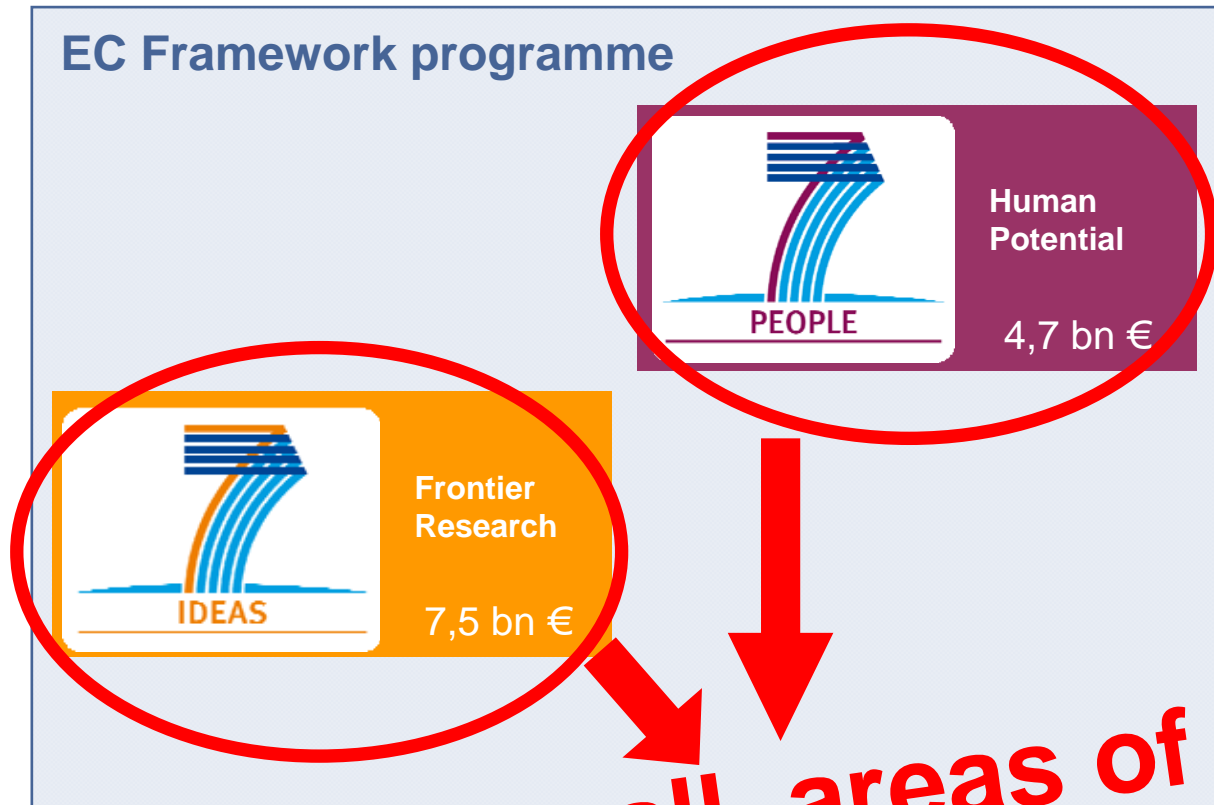 EC Framework programme
Human
Potential
PEOPLE
4,7 bn €
Frontier
Research
IDEAS
7,5 bn €
all areas of